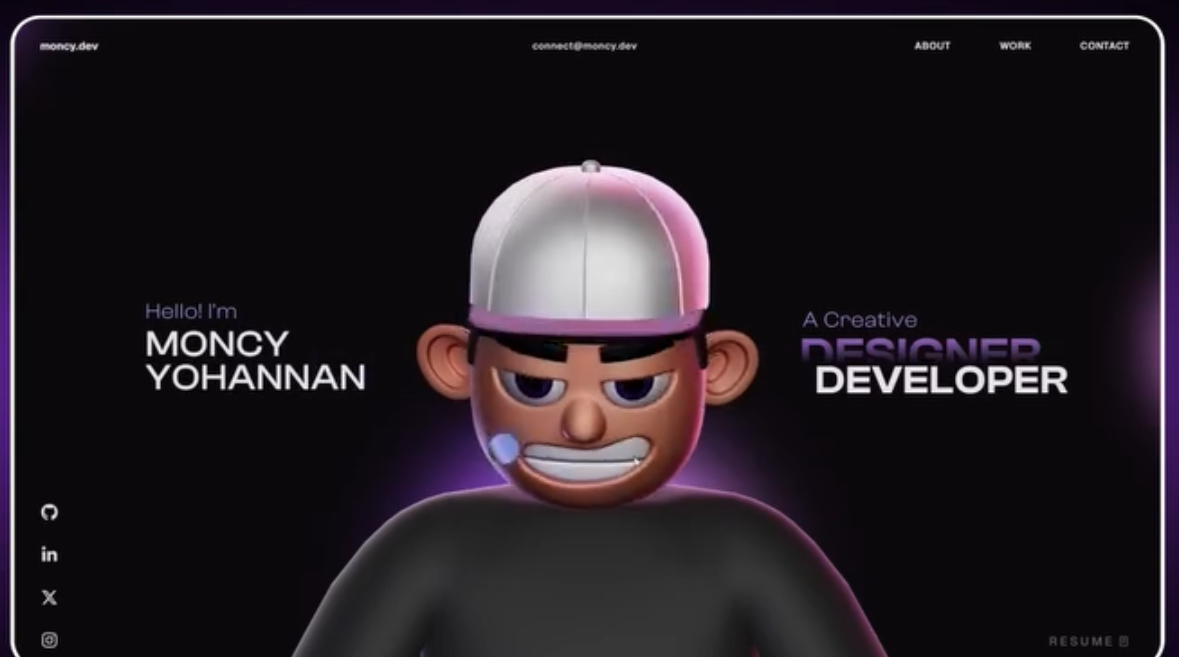 moncy.dev
connect@moncy.dev
ABOUT
WORK
CONTACT
Hello! I'm
MONCY
YOHANNAN
A Creative
DESIGNER
DEVELOPER
in
RESUME